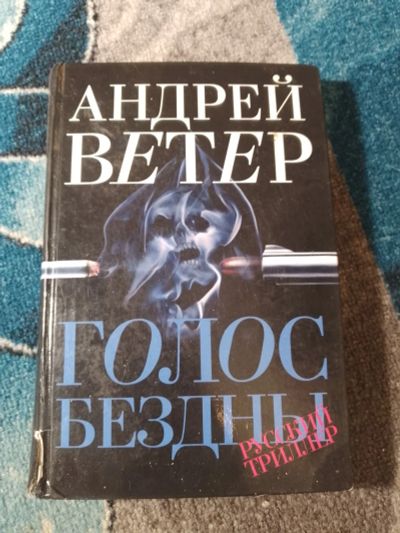 АНДРЕЙ
ВЕТЕР
ГОЛОС
БЕЗДНЫ
РУССКИЙ
ТРИЛЛЕР